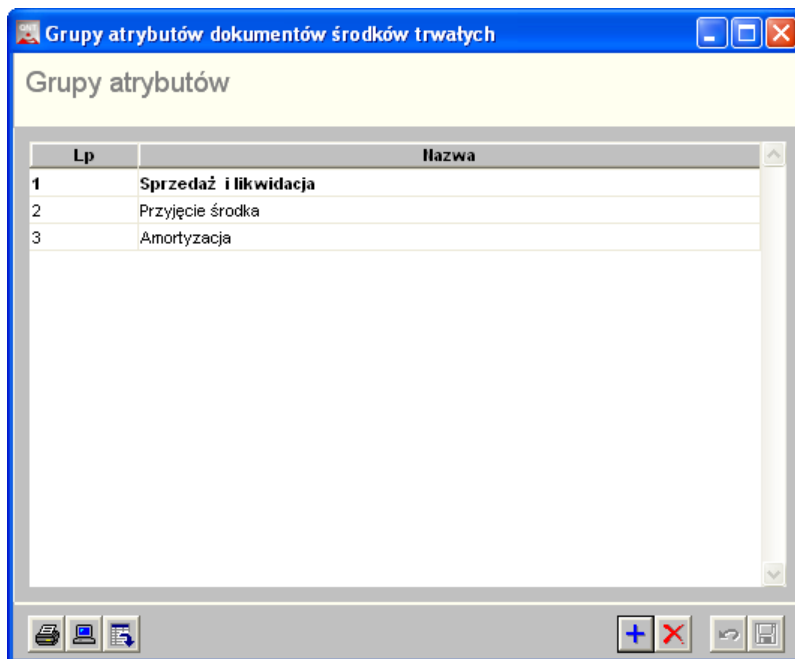 Grupy atrybutów dokumentów środków trwałych
Grupy atrybutów
Lp Nazwa
1 Sprzedaż i likwidacja
2 Przyjęcie środka
3 Amortyzacja